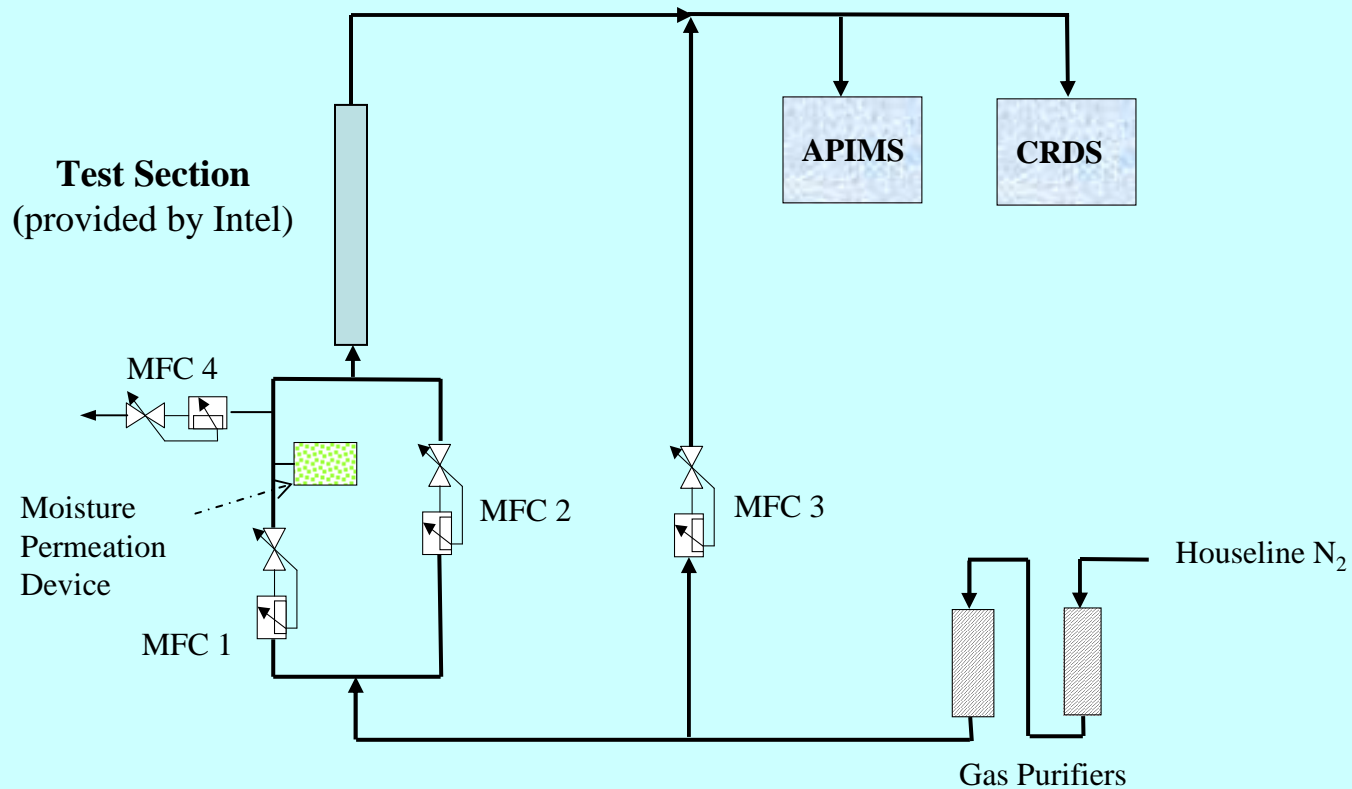 APIMS
CRDS
Test Section
(provided by Intel)
MFC 4
Moisture
Permeation
Device
MFC 2
MFC 3
Houseline N₂
MFC 1
Gas Purifiers